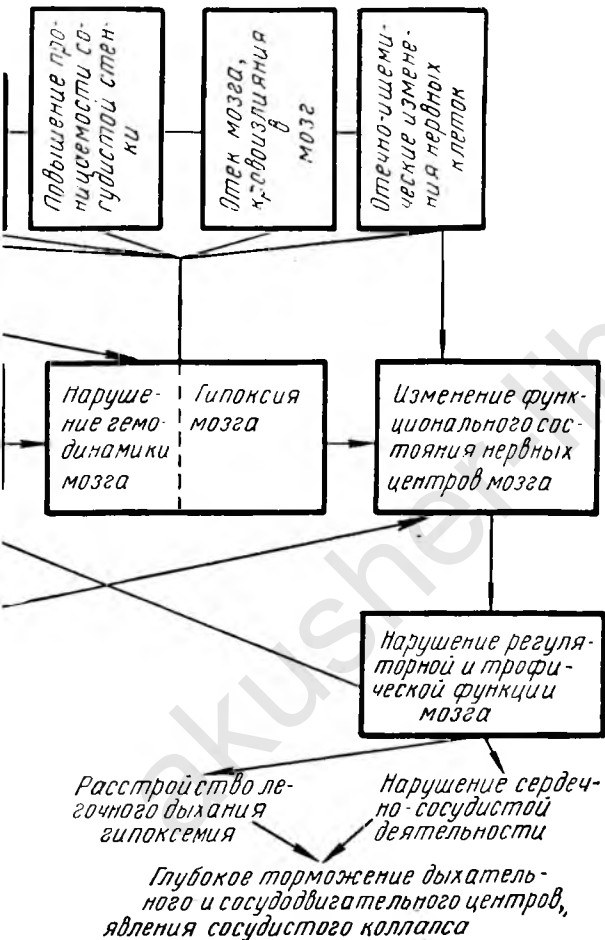 Повышение про-
ницаемости со-
судистой стен-
ки
Отек мозга,
кровоизлияния
в
мозг
Отечно-ишеми-
ческие измене-
ния нервных
клеток
Наруше-
ние гемо-
динамики
мозга
Гипоксия
мозга
Изменение функ-
ционального сос-
тояния нервных
центров мозга
Нарушение регуля-
торной и трофи-
ческой функции
мозга
Расстройство ле-
гочного дыхания
гипоксемия
Нарушение сердеч-
но-сосудистой
деятельности
Глубокое торможение дыхатель-
ного и сосудодвигательного центров,
явления сосудистого коллапса
akusher-lib